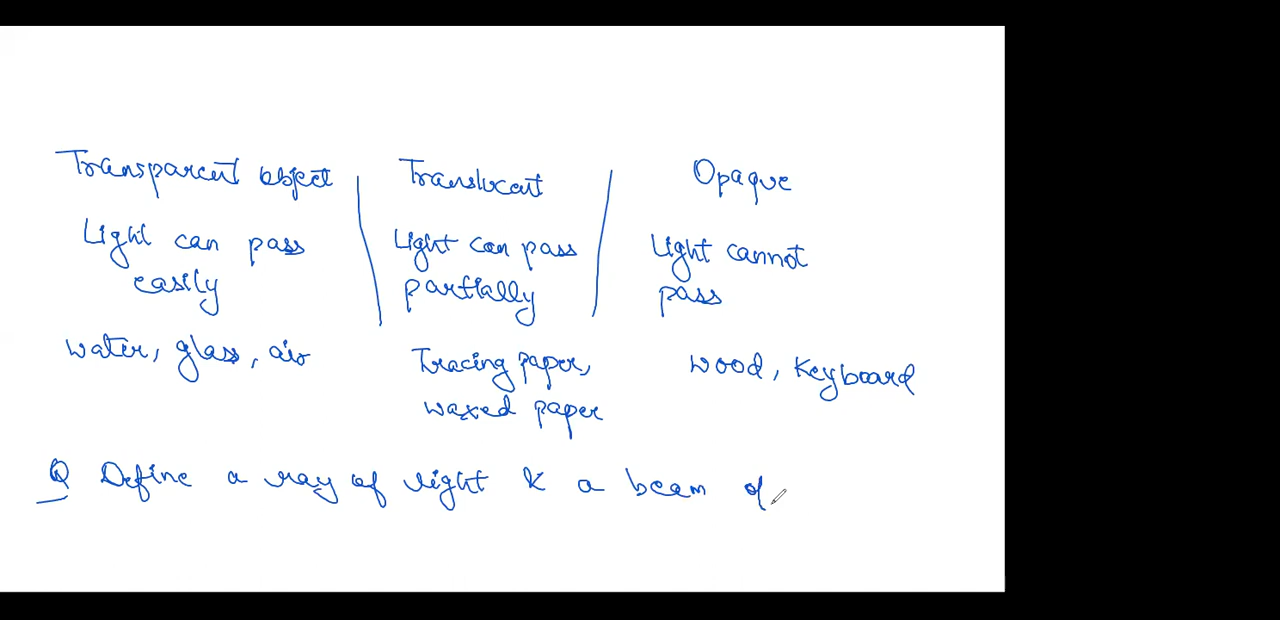 Transparent object
Translucent
Opaque
Light can pass
easily
Light can pass
partially
Light cannot
pass
water, glass, air
Tracing paper,
waxed paper
wood, Keyboard
Q Define a ray of light & a beam of